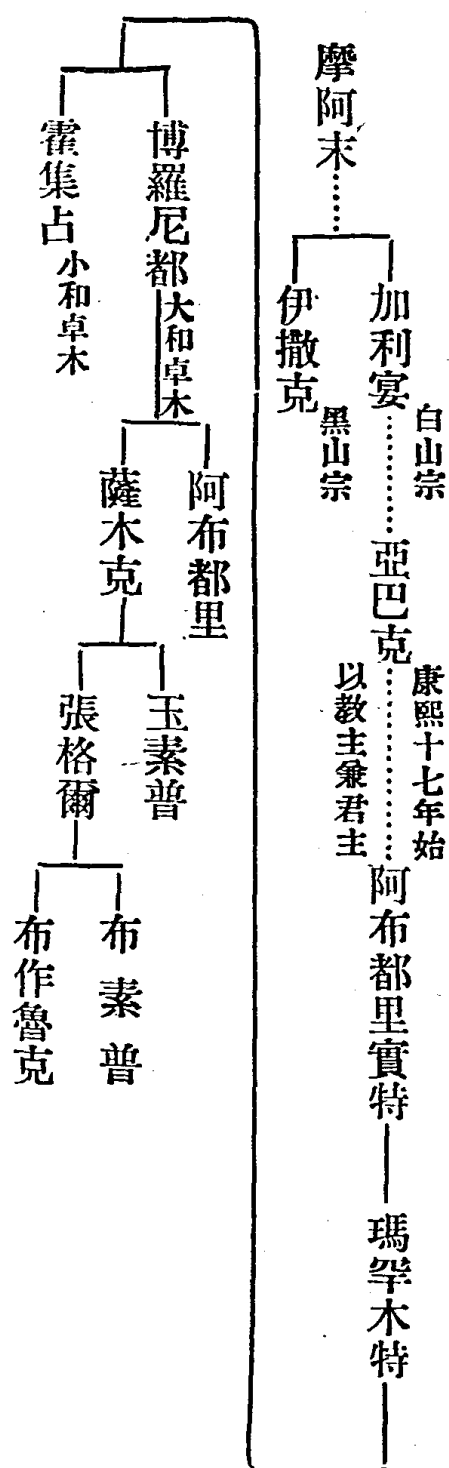 摩阿末
加利宴
白山宗
伊撒克
黑山宗
亞巴克
康熙十七年始
以教主兼君主
阿布都里實特
瑪罕木特
博羅尼都
大和卓木
霍集占
小和卓木
阿布都里
薩木克
玉素普
張格爾
布素普
布作魯克